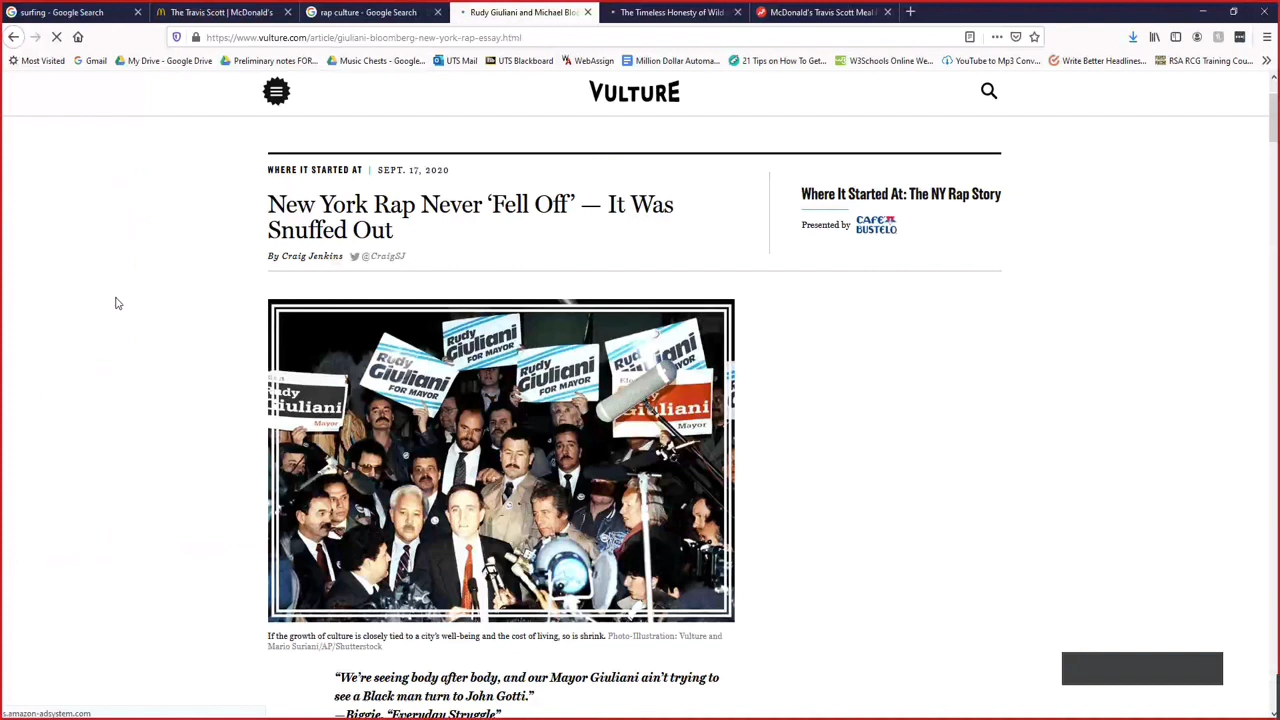 surfing - Google Search
The Travis Scott | McDonald's
rap culture - Google Search
Rudy Giuliani and Michael Bloo
The Timeless Honesty of Wild
McDonald's Travis Scott Meal
https://www.vulture.com/article/giuliani-bloomberg-new-york-rap-essay.html
Most Visited
Gmail
My Drive - Google Drive
Preliminary notes FOR...
Music Chests - Google...
UTS Mail
UTS Blackboard
WebAssign
Million Dollar Automa...
21 Tips on How To Get...
W3Schools Online We...
YouTube to Mp3 Conv...
Write Better Headlines...
RSA RCG Training Cou...
VULTURE
WHERE IT STARTED AT | SEPT. 17, 2020
New York Rap Never ‘Fell Off’ — It Was
Snuffed Out
By Craig Jenkins @CraigSJ
Where It Started At: The NY Rap Story
Presented by CAFE BUSTELO
Rudy
Giuliani
FOR MAYOR
Rudy
Giuliani
FOR MAYOR
Rudy
Giuliani
FOR MAYOR
Giuliani
FOR MAYOR
Rudy
Giuliani
Mayor
Giuliani
Mayor
If the growth of culture is closely tied to a city's well-being and the cost of living, so is shrink. Photo-Illustration: Vulture and
Mario Suriani/AP/Shutterstock
“We’re seeing body after body, and our Mayor Giuliani ain’t trying to
see a Black man turn to John Gotti.”
—Biggie, “Everyday Struggle”
s.amazon-adsystem.com